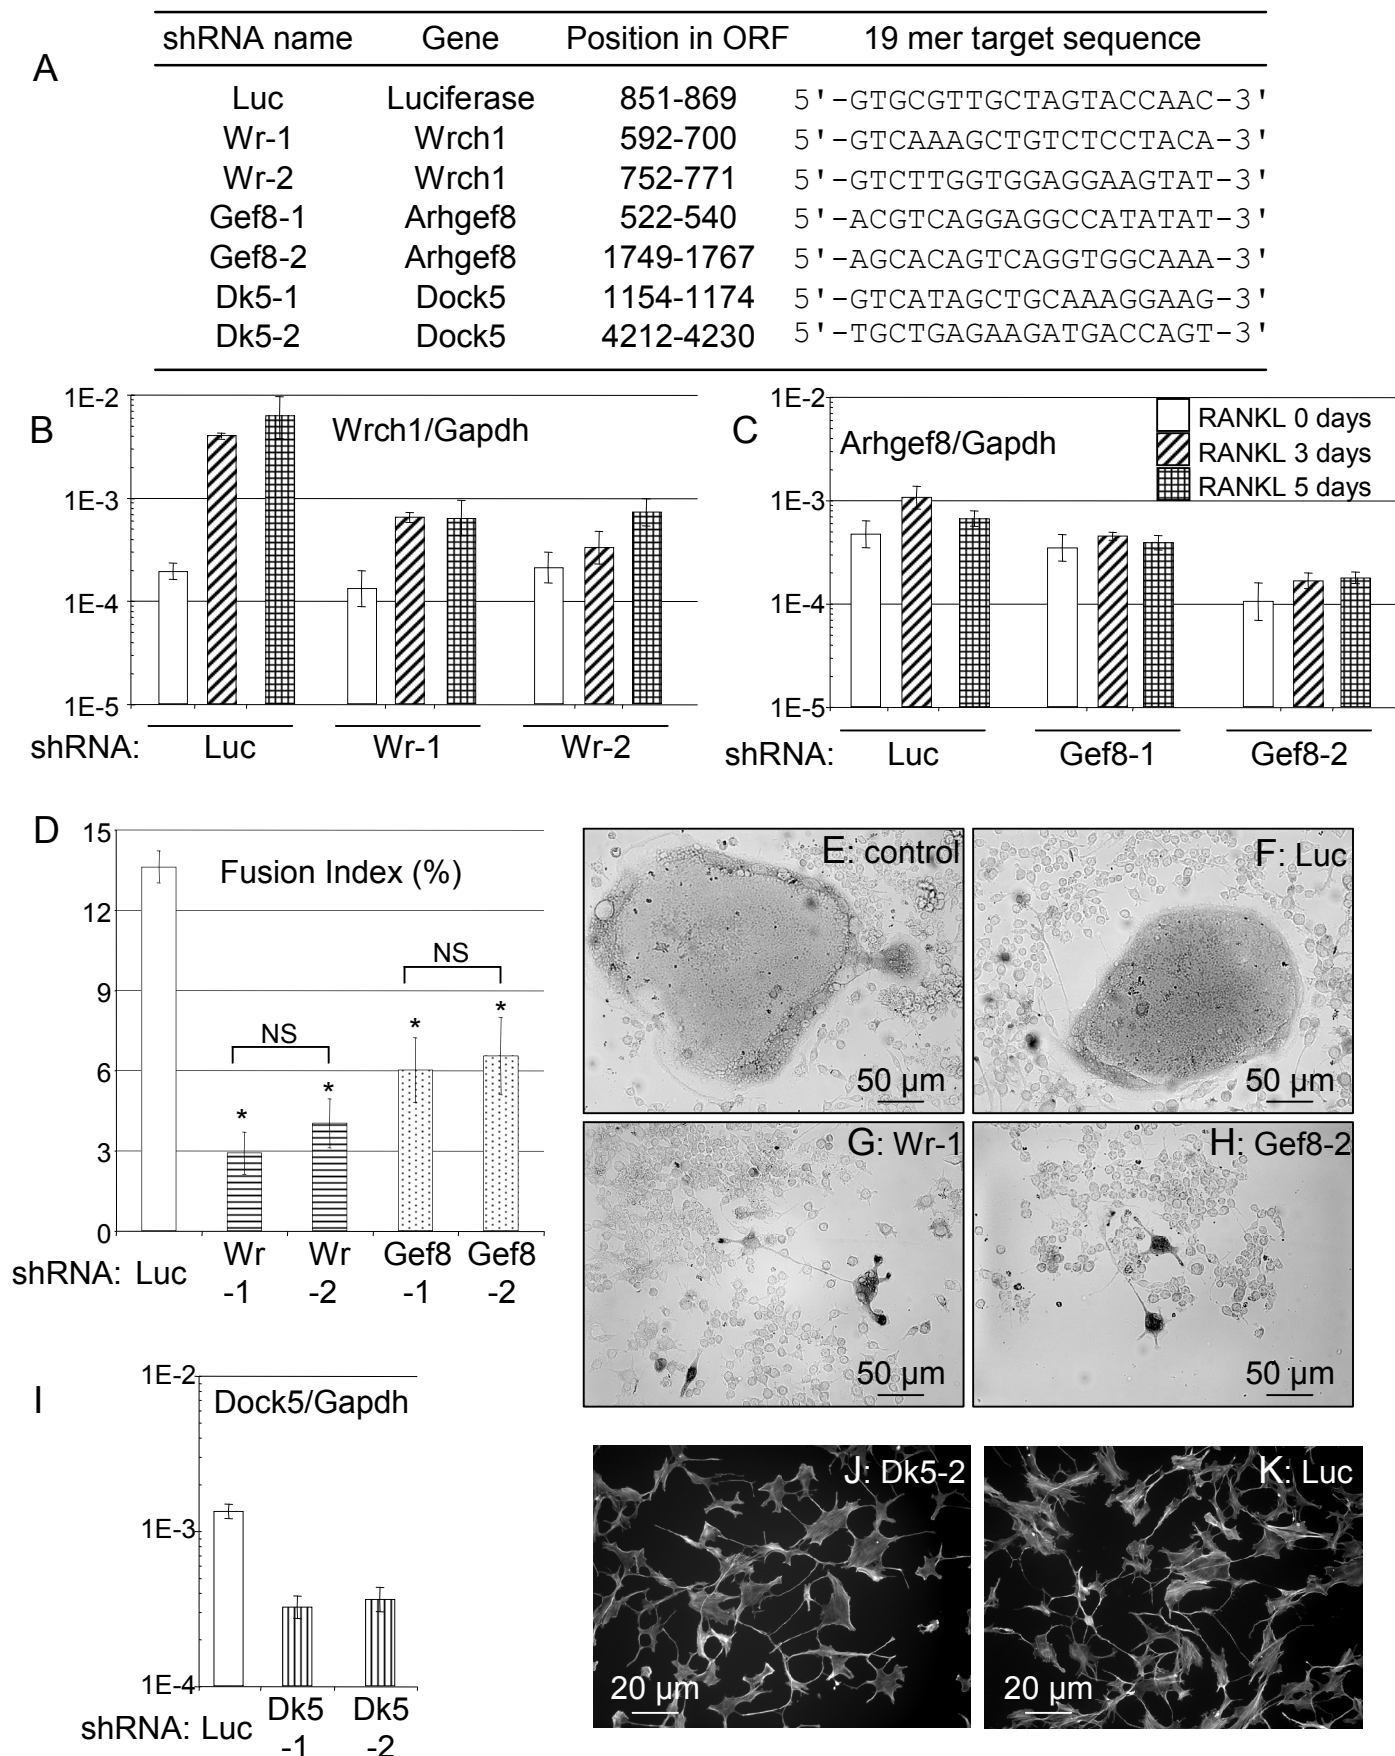 A
shRNA name Gene Position in ORF 19 mer target sequence
Luc Luciferase 851-869 5'-GTGCGTTGCTAGTACCAAC-3'
Wr-1 Wrch1 592-700 5'-GTCAAAGCTGTCTCCTACA-3'
Wr-2 Wrch1 752-771 5'-GTCTTGGTGGAGGAAGTAT-3'
Gef8-1 Arhgef8 522-540 5'-ACGTCAGGAGGCCATATAT-3'
Gef8-2 Arhgef8 1749-1767 5'-AGCACAGTCAGGTGGCAAA-3'
Dk5-1 Dock5 1154-1174 5'-GTCATAGCTGCAAAGGAAG-3'
Dk5-2 Dock5 4212-4230 5'-TGCTGAGAAGATGACCAGT-3'
B
Wrch1/Gapdh
1E-2
1E-3
1E-4
1E-5
shRNA: Luc Wr-1 Wr-2
C
Arhgef8/Gapdh
RANKL 0 days
RANKL 3 days
RANKL 5 days
1E-2
1E-3
1E-4
1E-5
shRNA: Luc Gef8-1 Gef8-2
D
Fusion Index (%)
15
12
9
6
3
0
NS
NS
*
*
*
*
shRNA: Luc Wr Wr Gef8 Gef8
-1 -2 -1 -2
E: control
50 µm
F: Luc
50 µm
G: Wr-1
50 µm
H: Gef8-2
50 µm
I
Dock5/Gapdh
1E-2
1E-3
1E-4
shRNA: Luc Dk5 Dk5
-1 -2
J: Dk5-2
20 µm
K: Luc
20 µm